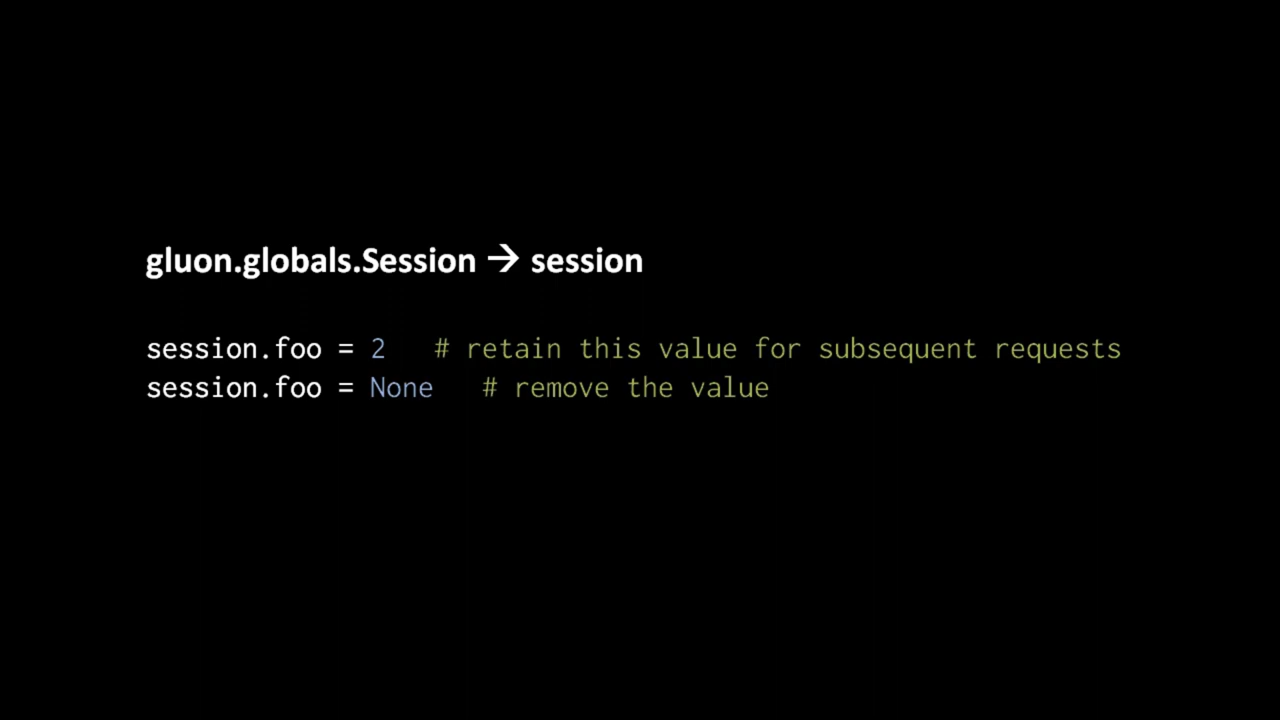 gluon.globals.Session → session
session.foo = 2   # retain this value for subsequent requests
session.foo = None   # remove the value